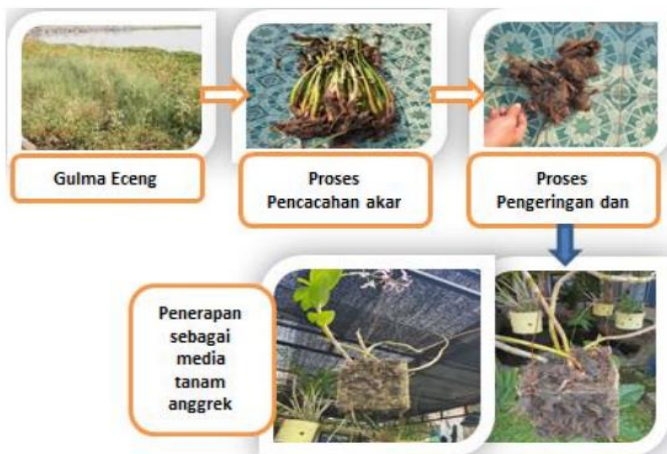 Gulma Eceng
Proses
Pencacahan akar
Proses
Pengeringan dan
Penerapan
sebagai
media
tanam
anggrek